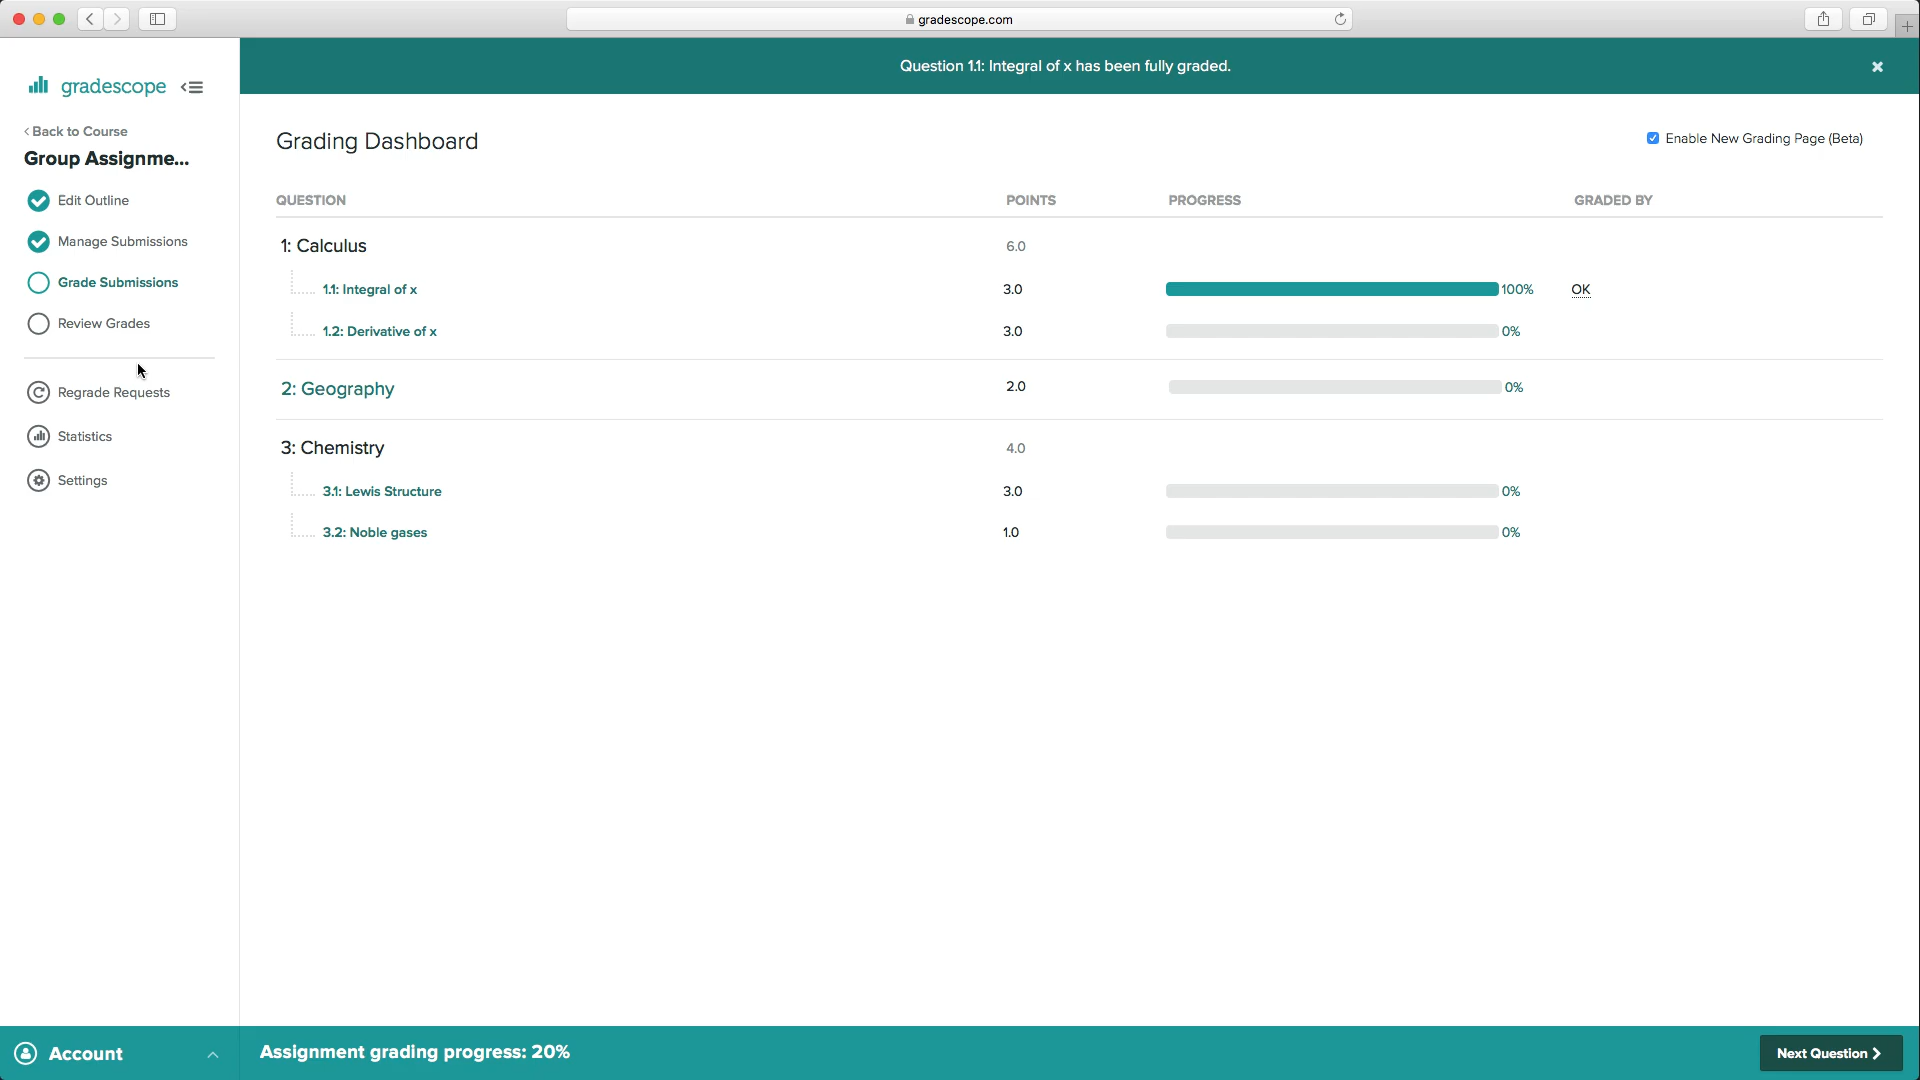 gradescope.com
Question 1.1: Integral of x has been fully graded.
gradescope
Back to Course
Group Assignme...
Edit Outline
Manage Submissions
Grade Submissions
Review Grades
Regrade Requests
Statistics
Settings
Grading Dashboard
Enable New Grading Page (Beta)
QUESTION POINTS PROGRESS GRADED BY
1: Calculus 6.0
1.1: Integral of x 3.0 100% OK
1.2: Derivative of x 3.0 0%
2: Geography 2.0 0%
3: Chemistry 4.0
3.1: Lewis Structure 3.0 0%
3.2: Noble gases 1.0 0%
Account
Assignment grading progress: 20%
Next Question